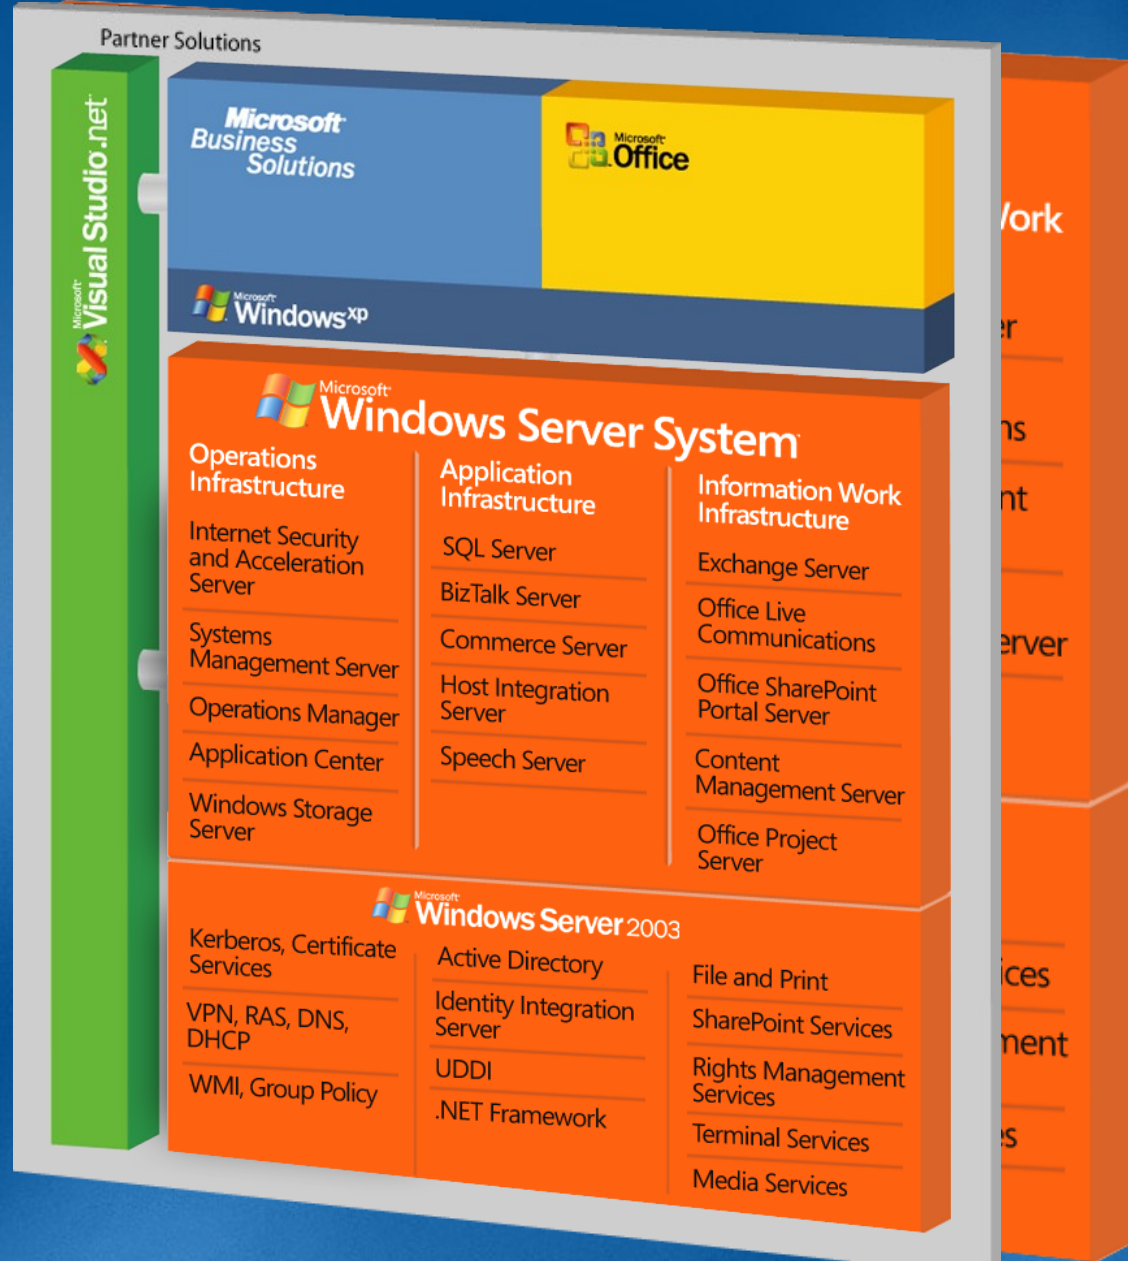 Partner Solutions
Microsoft
Visual Studio.net
Microsoft
Business
Solutions
Microsoft
Office
Microsoft
Windows xp
Microsoft
Windows Server System
Operations
Infrastructure
Internet Security
and Acceleration
Server
Systems
Management Server
Operations Manager
Application Center
Windows Storage
Server
Application
Infrastructure
SQL Server
BizTalk Server
Commerce Server
Host Integration
Server
Speech Server
Information Work
Infrastructure
Exchange Server
Office Live
Communications
Office SharePoint
Portal Server
Content
Management Server
Office Project
Server
Microsoft
Windows Server 2003
Kerberos, Certificate
Services
VPN, RAS, DNS,
DHCP
WMI, Group Policy
Active Directory
Identity Integration
Server
UDDI
.NET Framework
File and Print
SharePoint Services
Rights Management
Services
Terminal Services
Media Services